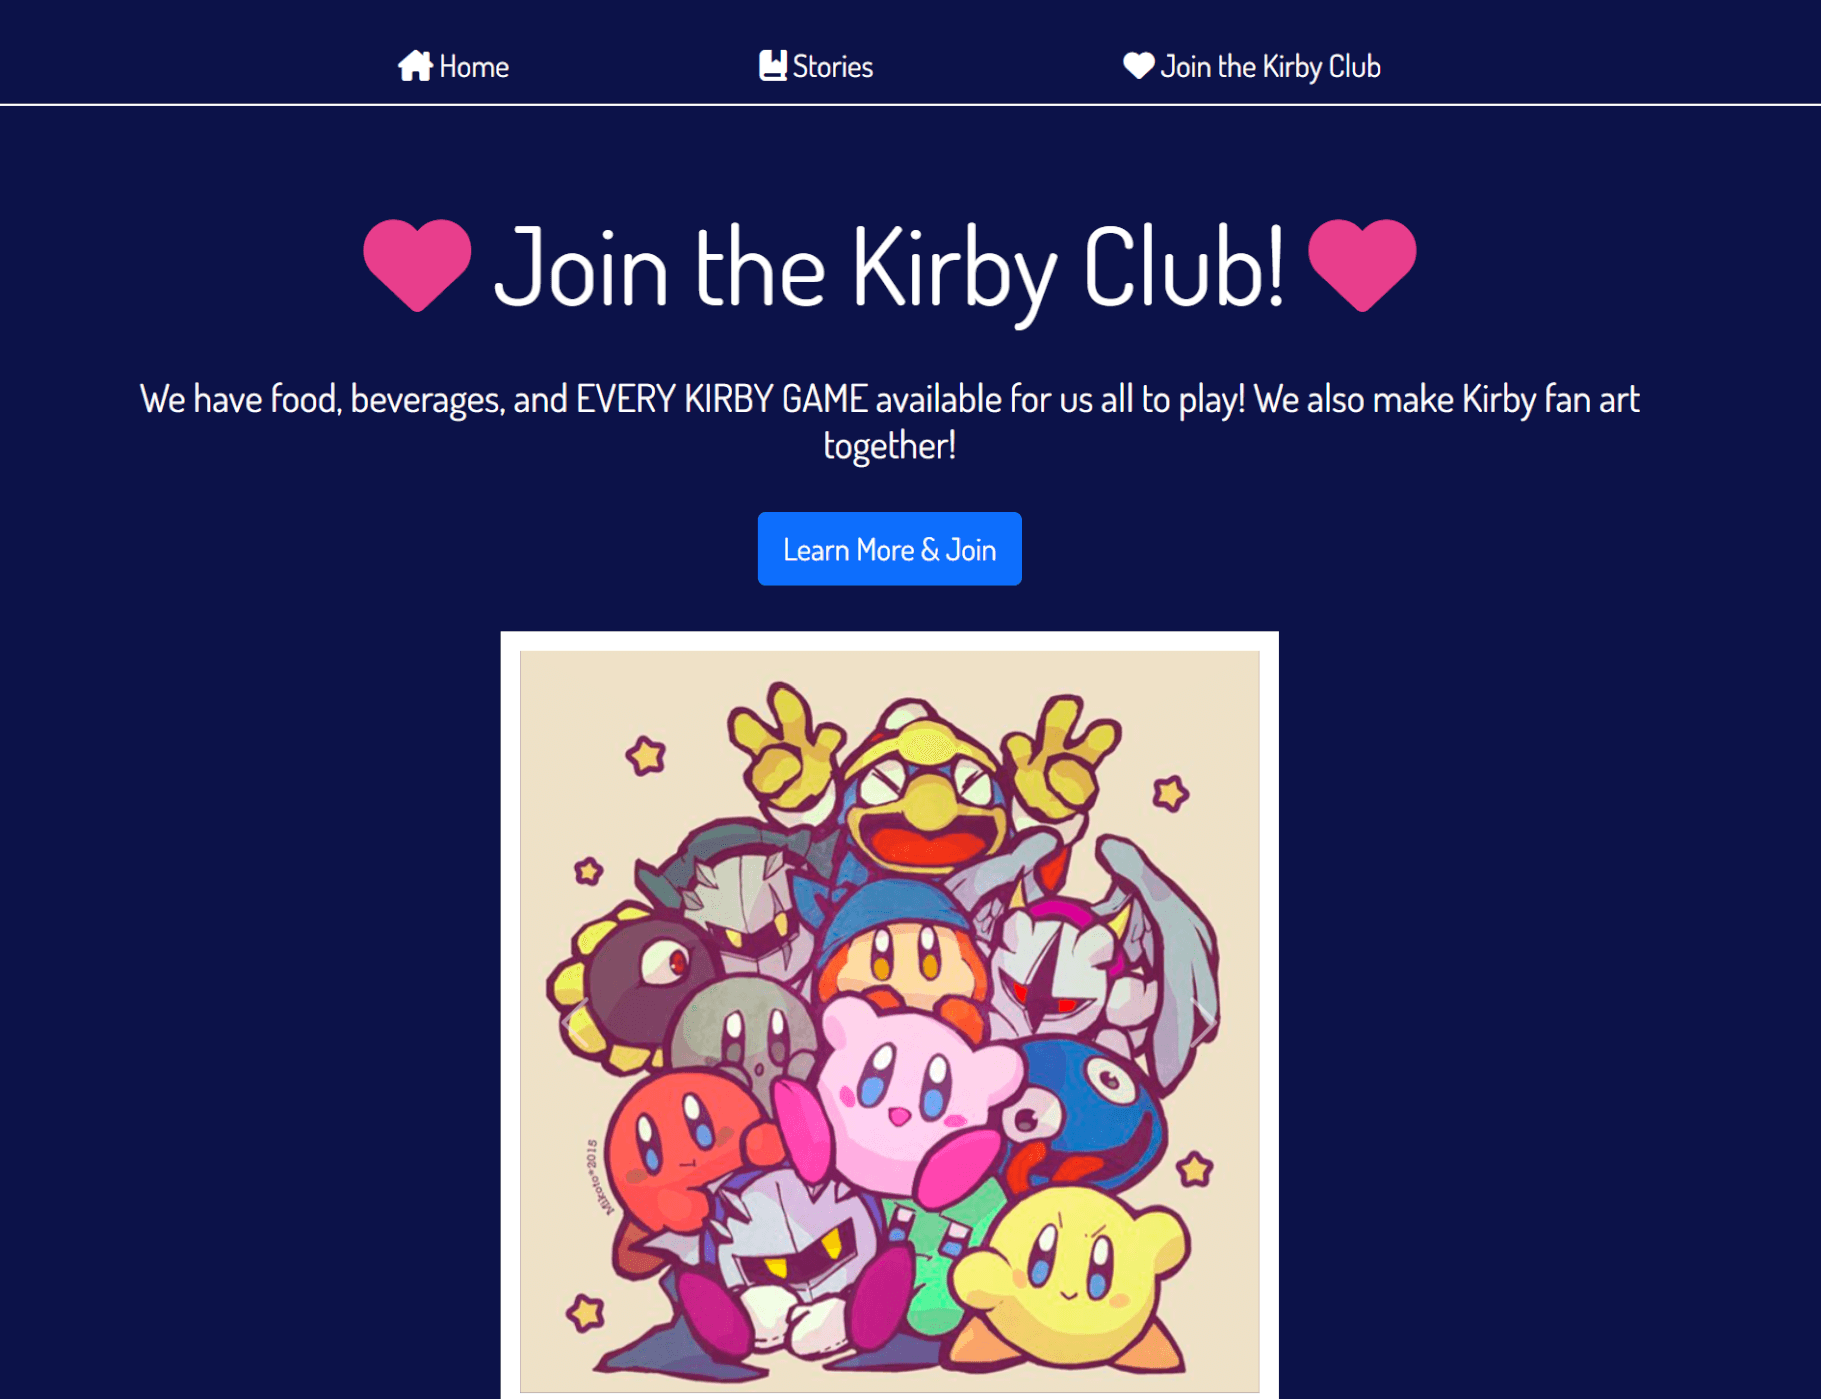 Home
Stories
Join the Kirby Club
Join the Kirby Club!
We have food, beverages, and EVERY KIRBY GAME available for us all to play! We also make Kirby fan art
together!
Learn More & Join
Mikoto*2015